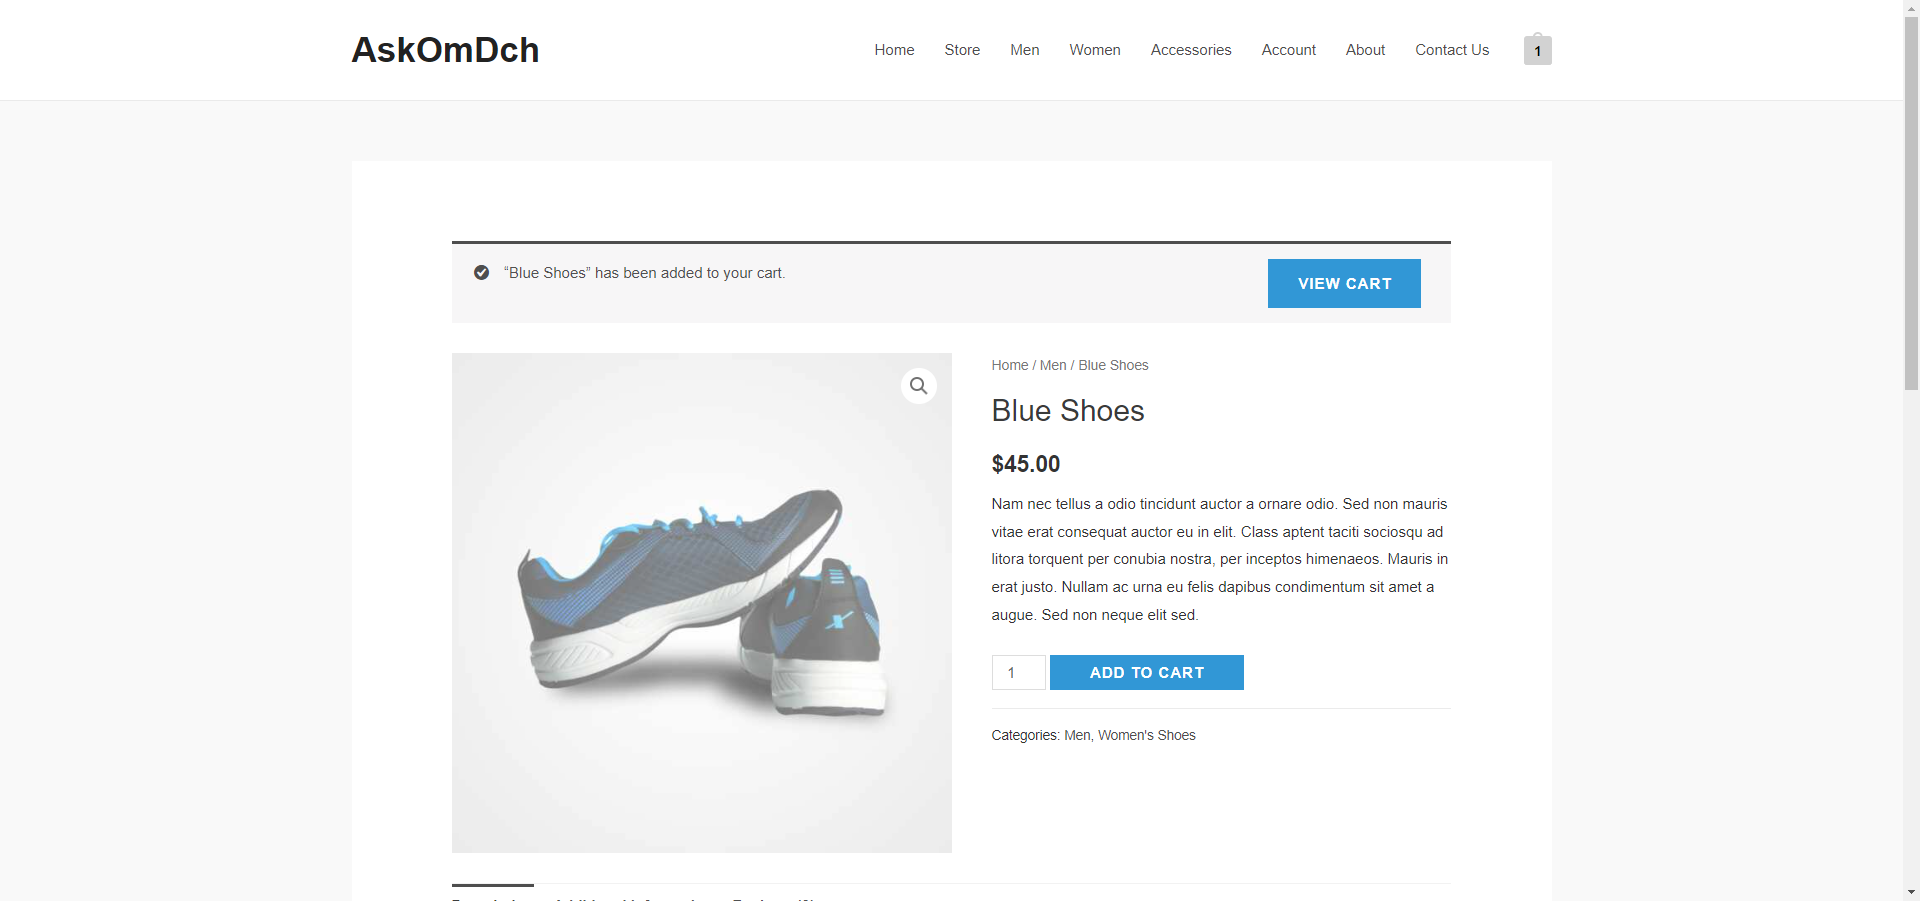 AskOmDch
Home Store Men Women Accessories Account About Contact Us 1
“Blue Shoes” has been added to your cart.
VIEW CART
Home / Men / Blue Shoes
Blue Shoes
$45.00
Nam nec tellus a odio tincidunt auctor a ornare odio. Sed non mauris
vitae erat consequat auctor eu in elit. Class aptent taciti sociosqu ad
litora torquent per conubia nostra, per inceptos himenaeos. Mauris in
erat justo. Nullam ac urna eu felis dapibus condimentum sit amet a
augue. Sed non neque elit sed.
1 ADD TO CART
Categories: Men, Women's Shoes